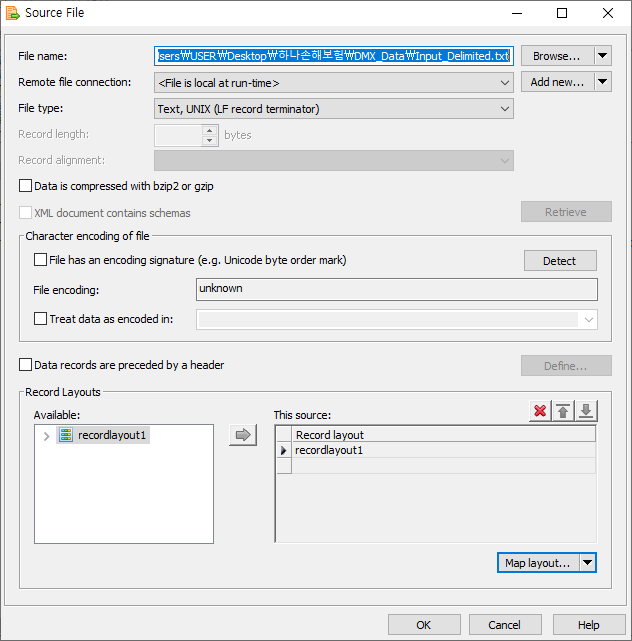 Source File
File name:
sers₩USER₩Desktop₩하나손해보험₩DMX_Data₩Input_Delimited.txt
Browse...
Remote file connection:
<File is local at run-time>
Add new...
File type:
Text, UNIX (LF record terminator)
Record length:
bytes
Record alignment:
Data is compressed with bzip2 or gzip
XML document contains schemas
Retrieve
Character encoding of file
File has an encoding signature (e.g. Unicode byte order mark)
Detect
File encoding:
unknown
Treat data as encoded in:
Data records are preceded by a header
Define...
Record Layouts
Available:
This source:
recordlayout1
Record layout
recordlayout1
Map layout...
OK
Cancel
Help